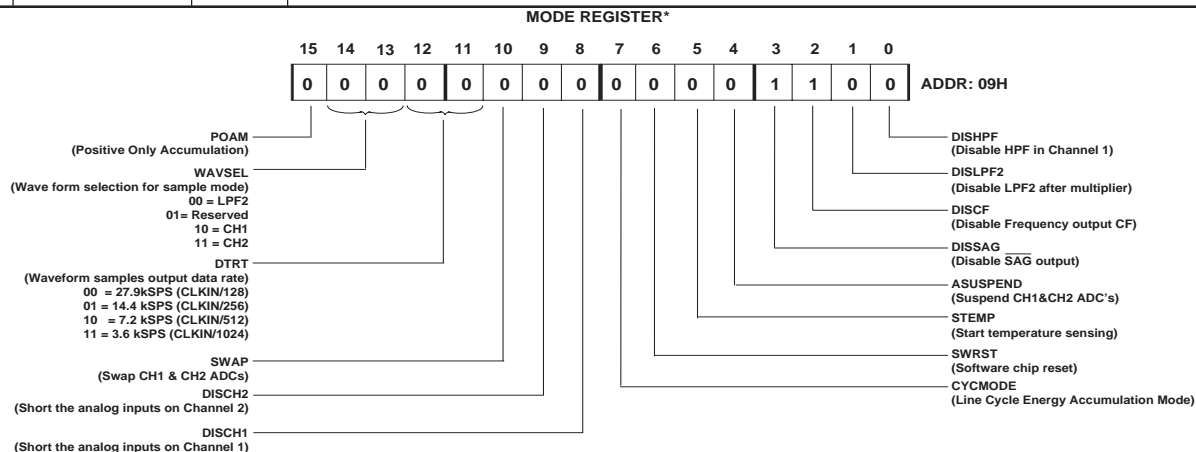 MODE REGISTER*
15 14 13 12 11 10 9 8 7 6 5 4 3 2 1 0
0 0 0 0 0 0 0 0 0 0 0 0 1 1 0 0 ADDR: 09H
POAM
(Positive Only Accumulation)
WAVSEL
(Wave form selection for sample mode)
00 = LPF2
01= Reserved
10 = CH1
11 = CH2
DTRT
(Waveform samples output data rate)
00 = 27.9kSPS (CLKIN/128)
01 = 14.4 kSPS (CLKIN/256)
10 = 7.2 kSPS (CLKIN/512)
11 = 3.6 kSPS (CLKIN/1024)
SWAP
(Swap CH1 & CH2 ADCs)
DISCH2
(Short the analog inputs on Channel 2)
DISCH1
(Short the analog inputs on Channel 1)
DISHPF
(Disable HPF in Channel 1)
DISLPF2
(Disable LPF2 after multiplier)
DISCF
(Disable Frequency output CF)
DISSAG
(Disable SAG output)
ASUSPEND
(Suspend CH1&CH2 ADC's)
STEMP
(Start temperature sensing)
SWRST
(Software chip reset)
CYCMODE
(Line Cycle Energy Accumulation Mode)